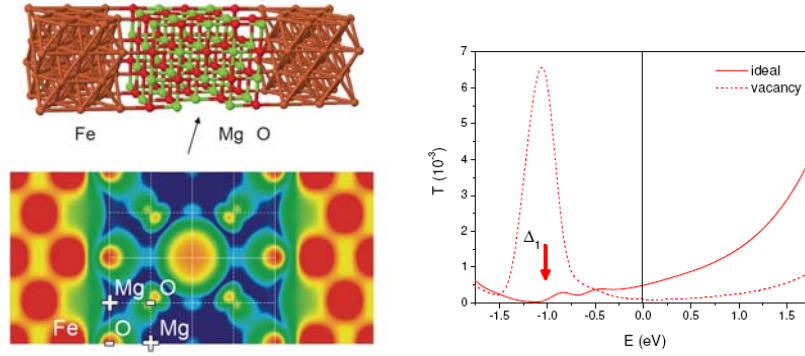 Fe Mg O
Mg O
Fe O Mg
7
6
5
4
3
2
1
0
T (10⁻³)
ideal
vacancy
Δ₁
-1.5 -1.0 -0.5 0.0 0.5 1.0 1.5
E (eV)